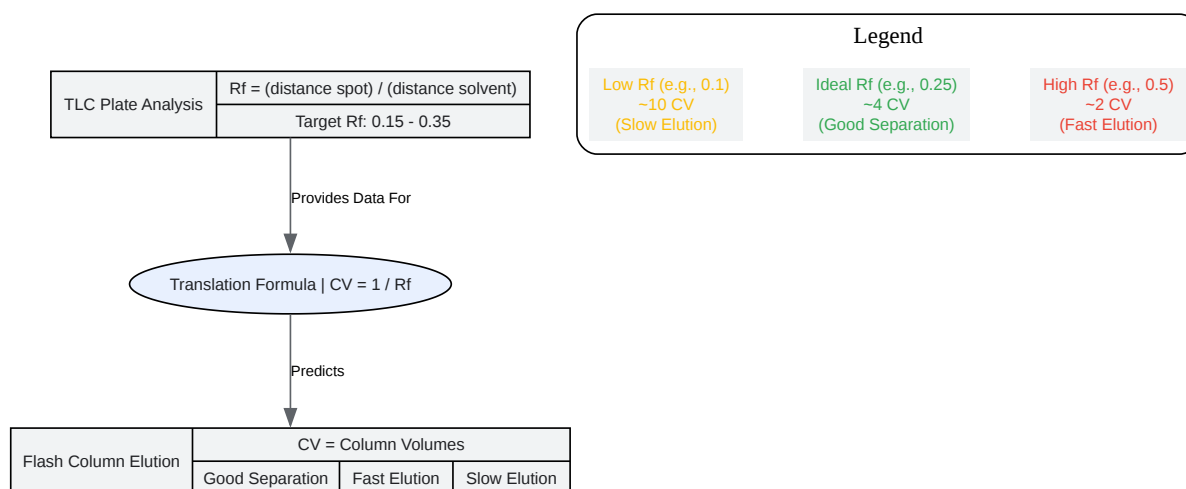 Legend
Low Rf (e.g., 0.1)
~10 CV
(Slow Elution)
Ideal Rf (e.g., 0.25)
~4 CV
(Good Separation)
High Rf (e.g., 0.5)
~2 CV
(Fast Elution)
TLC Plate Analysis
Rf = (distance spot) / (distance solvent)
Target Rf: 0.15 - 0.35
Provides Data For
Translation Formula | CV = 1 / Rf
Predicts
Flash Column Elution
CV = Column Volumes
Good Separation
Fast Elution
Slow Elution